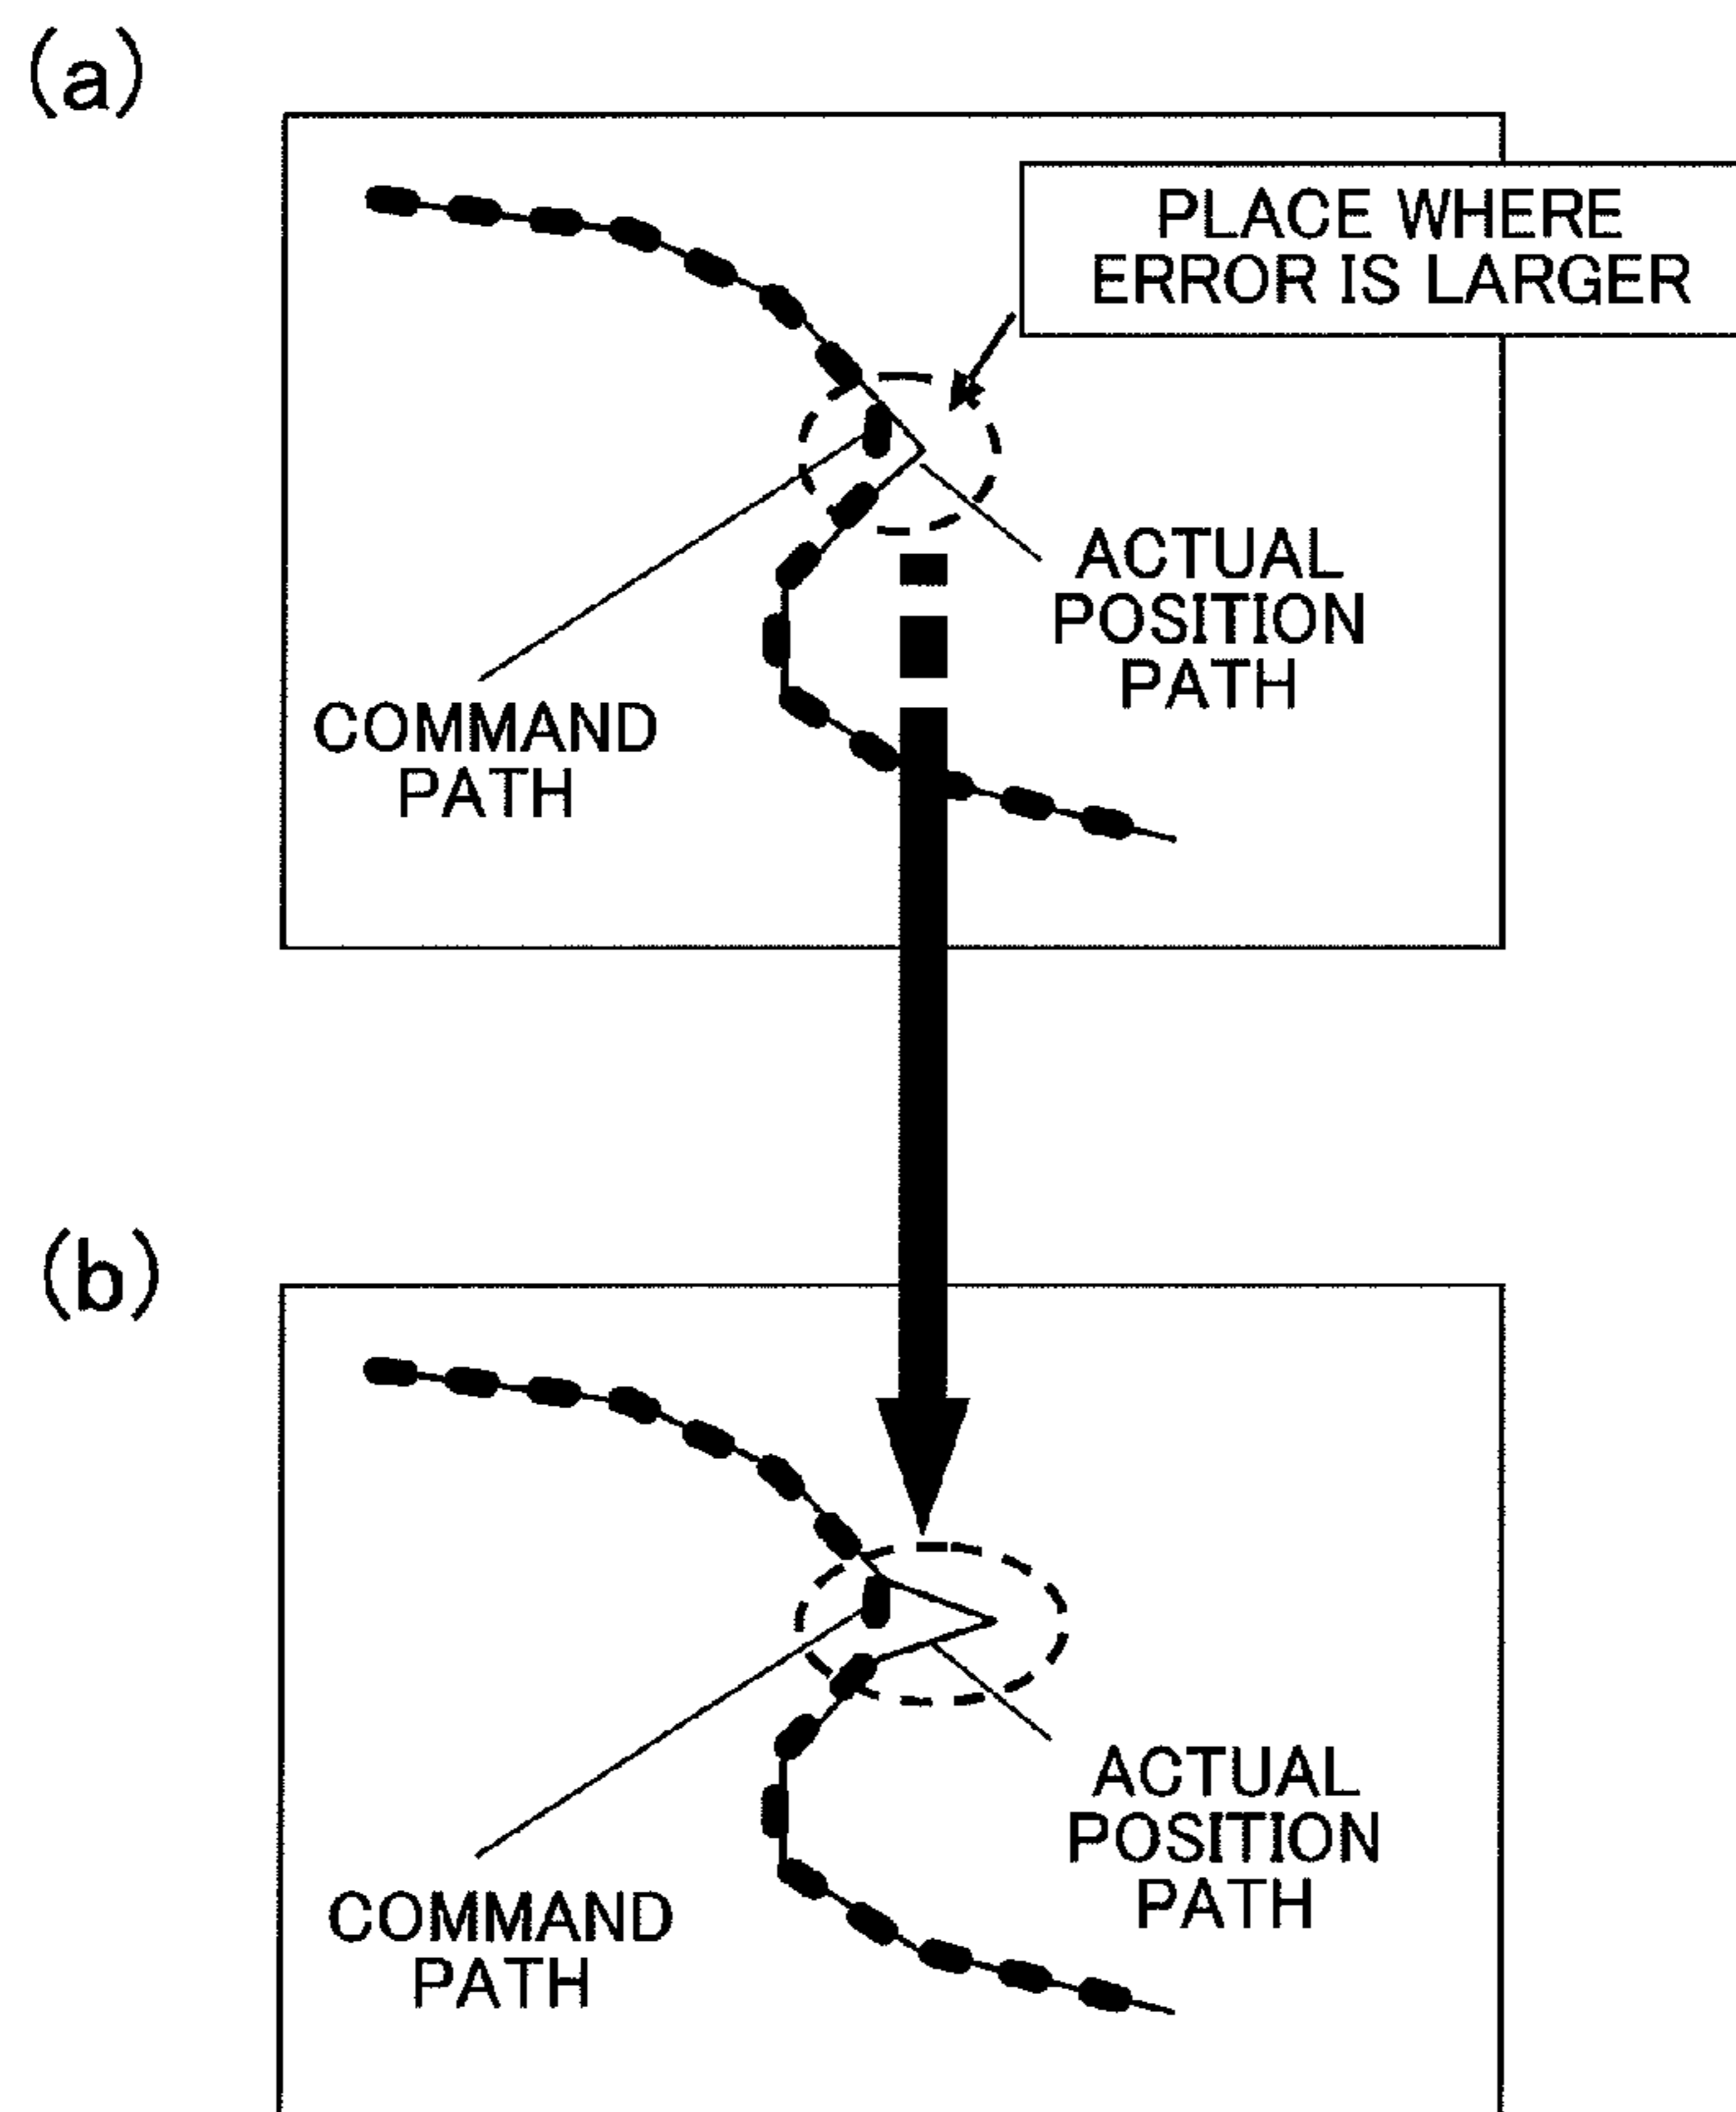 (a)
PLACE WHERE
ERROR IS LARGER
ACTUAL
POSITION
PATH
COMMAND
PATH
(b)
ACTUAL
POSITION
PATH
COMMAND
PATH